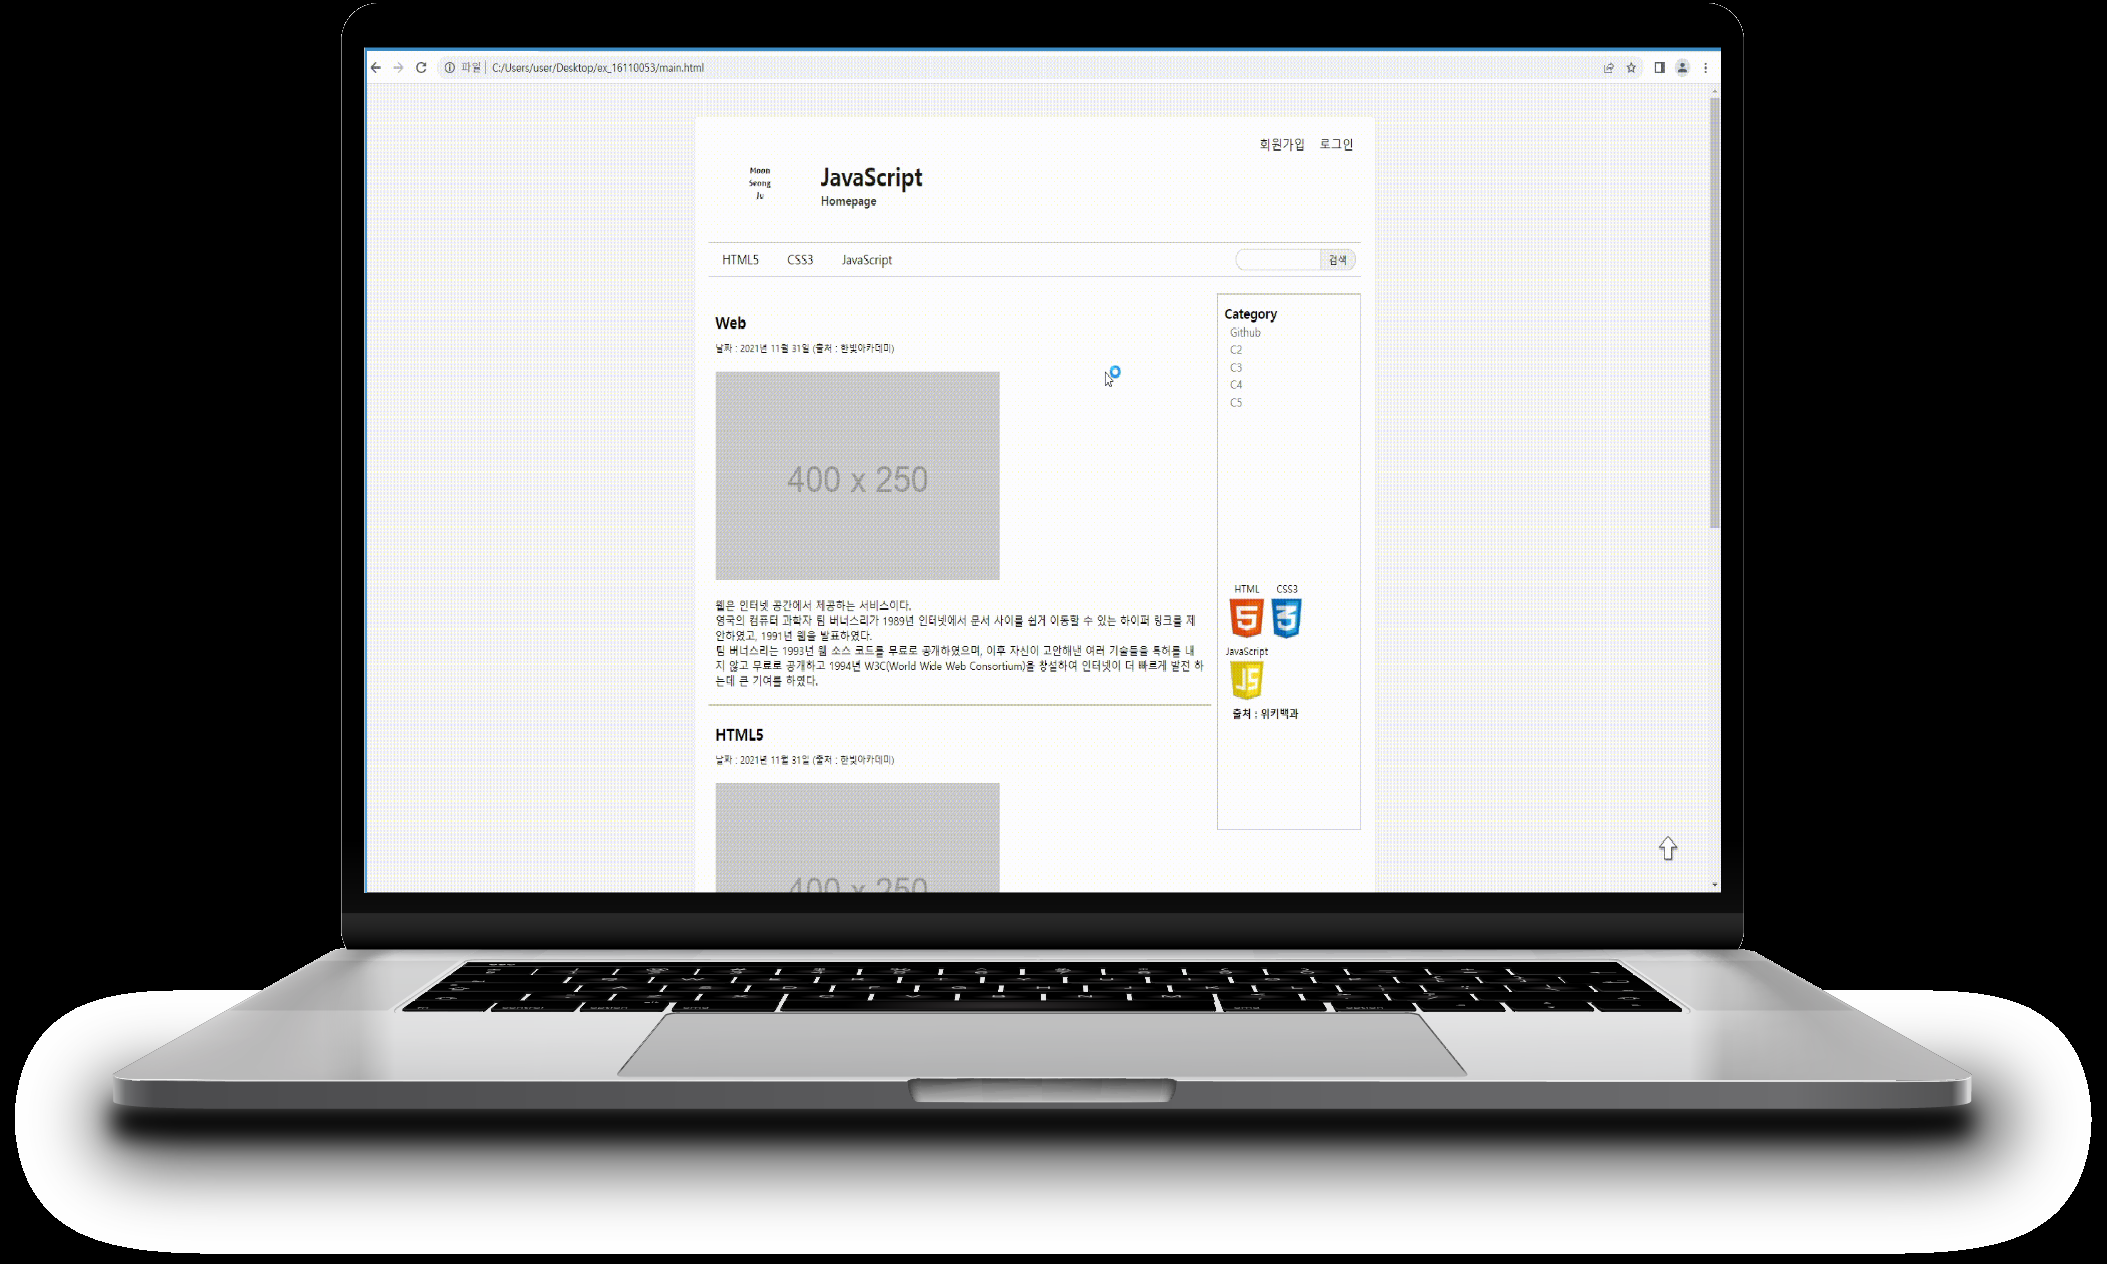 파일 C:/Users/user/Desktop/ex_16110053/main.html
회원가입 로그인
Moon
Seong
Ju
JavaScript
Homepage
HTML5 CSS3 JavaScript
검색
Web
날짜 : 2021년 11월 31일 (출처 : 한빛아카데미)
400 x 250
웹은 인터넷 공간에서 제공하는 서비스이다.
영국의 컴퓨터 과학자 팀 버너스리가 1989년 인터넷에서 문서 사이를 쉽게 이동할 수 있는 하이퍼 링크를 제
안하였고, 1991년 웹을 발표하였다.
팀 버너스리는 1993년 웹 소스 코드를 무료로 공개하였으며, 이후 자신이 고안해낸 여러 기술들을 특허를 내
지 않고 무료로 공개하고 1994년 W3C(World Wide Web Consortium)을 창설하여 인터넷이 더 빠르게 발전 하
는데 큰 기여를 하였다.
HTML5
날짜 : 2021년 11월 31일 (출처 : 한빛아카데미)
400 x 250
Category
Github
C2
C3
C4
C5
HTML CSS3
JavaScript
JS
출처 : 위키백과